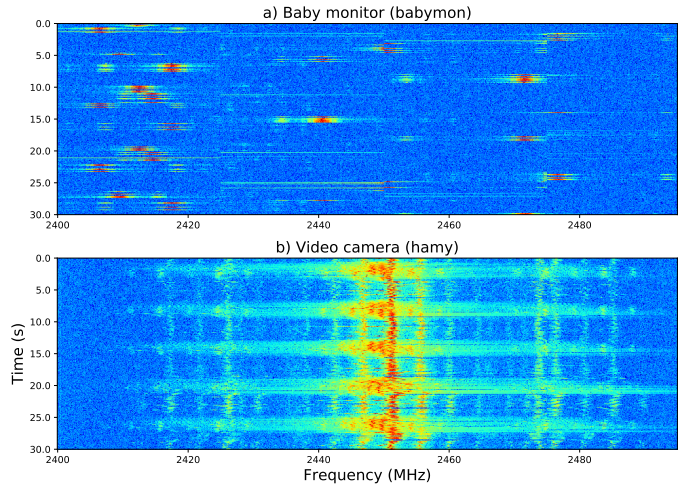 a) Baby monitor (babymon)
0.0
5.0
10.0
15.0
20.0
25.0
30.0
2400 2420 2440 2460 2480
b) Video camera (hamy)
0.0
5.0
10.0
15.0
20.0
25.0
30.0
Time (s)
2400 2420 2440 2460 2480
Frequency (MHz)